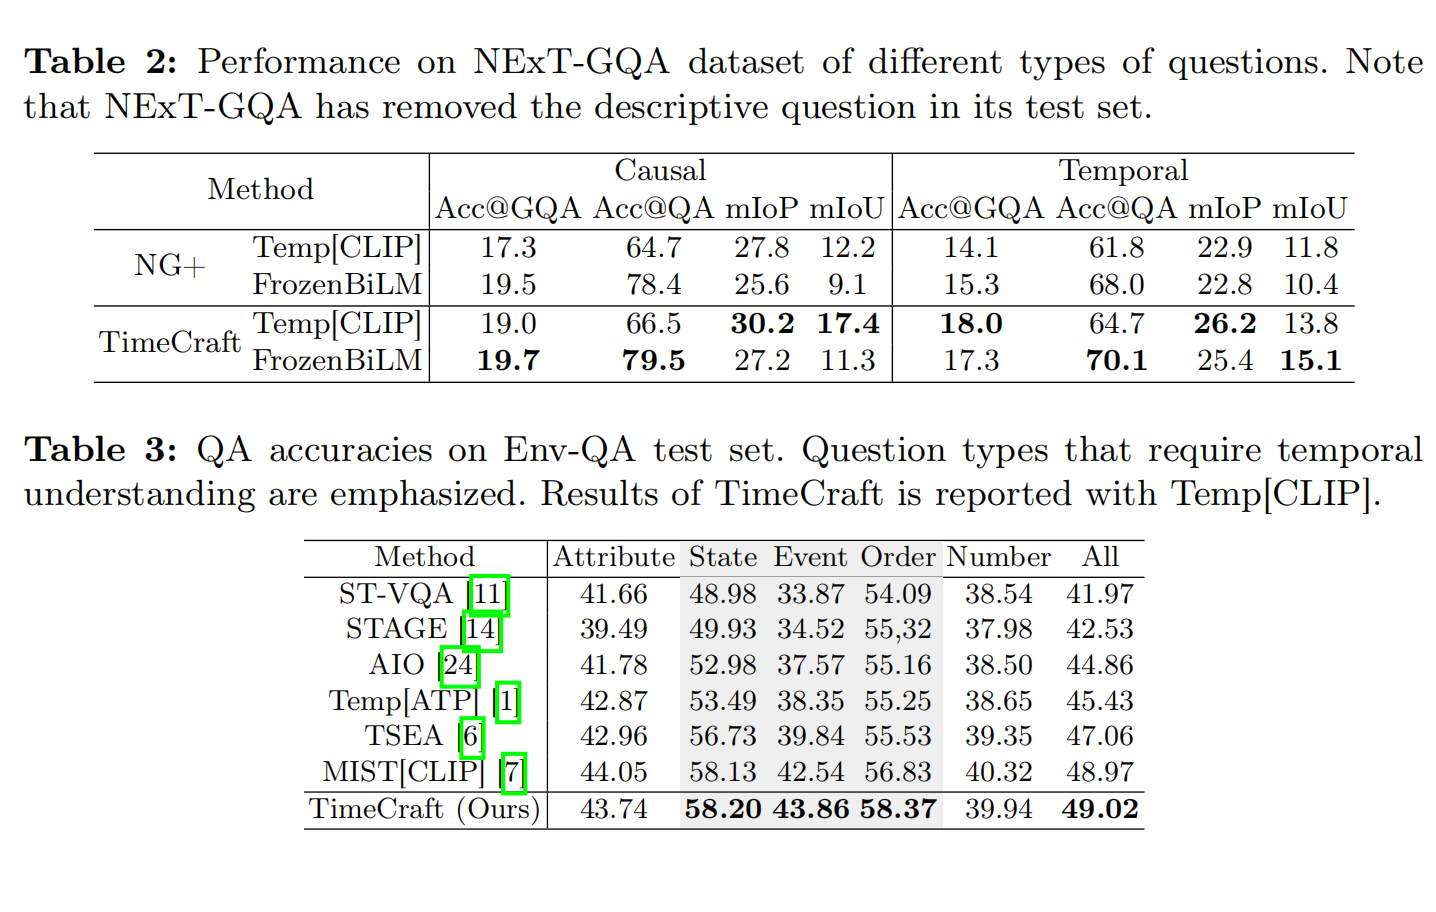 Table 2: Performance on NExT-GQA dataset of different types of questions. Note
that NExT-GQA has removed the descriptive question in its test set.
Method Causal Temporal
Acc@GQA Acc@QA mIoP mIoU Acc@GQA Acc@QA mIoP mIoU
NG+ Temp[CLIP] 17.3 64.7 27.8 12.2 14.1 61.8 22.9 11.8
FrozenBiLM 19.5 78.4 25.6 9.1 15.3 68.0 22.8 10.4
TimeCraft Temp[CLIP] 19.0 66.5 30.2 17.4 18.0 64.7 26.2 13.8
FrozenBiLM 19.7 79.5 27.2 11.3 17.3 70.1 25.4 15.1
Table 3: QA accuracies on Env-QA test set. Question types that require temporal
understanding are emphasized. Results of TimeCraft is reported with Temp[CLIP].
Method Attribute State Event Order Number All
ST-VQA [11] 41.66 48.98 33.87 54.09 38.54 41.97
STAGE [14] 39.49 49.93 34.52 55,32 37.98 42.53
AIO [24] 41.78 52.98 37.57 55.16 38.50 44.86
Temp[ATP] [1] 42.87 53.49 38.35 55.25 38.65 45.43
TSEA [6] 42.96 56.73 39.84 55.53 39.35 47.06
MIST[CLIP] [7] 44.05 58.13 42.54 56.83 40.32 48.97
TimeCraft (Ours) 43.74 58.20 43.86 58.37 39.94 49.02